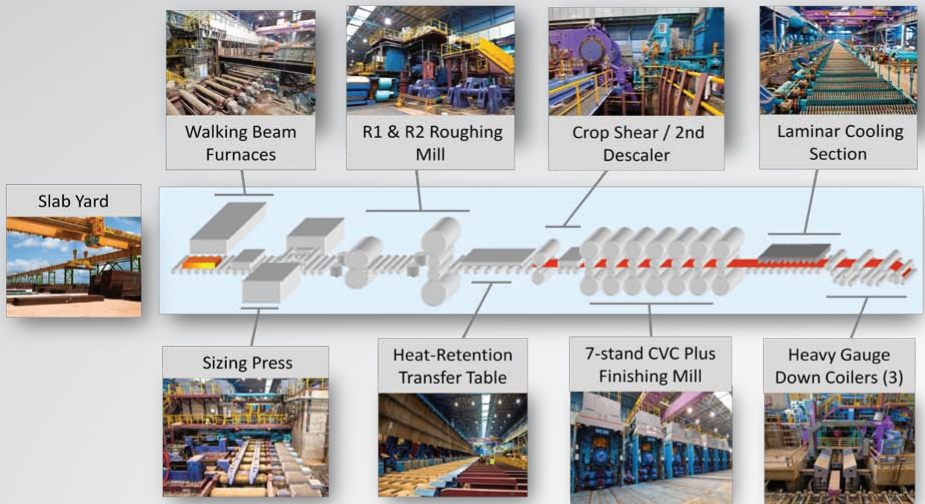 Walking Beam
Furnaces
R1 & R2 Roughing
Mill
Crop Shear / 2nd
Descaler
Laminar Cooling
Section
Slab Yard
Sizing Press
Heat-Retention
Transfer Table
7-stand CVC Plus
Finishing Mill
Heavy Gauge
Down Coilers (3)